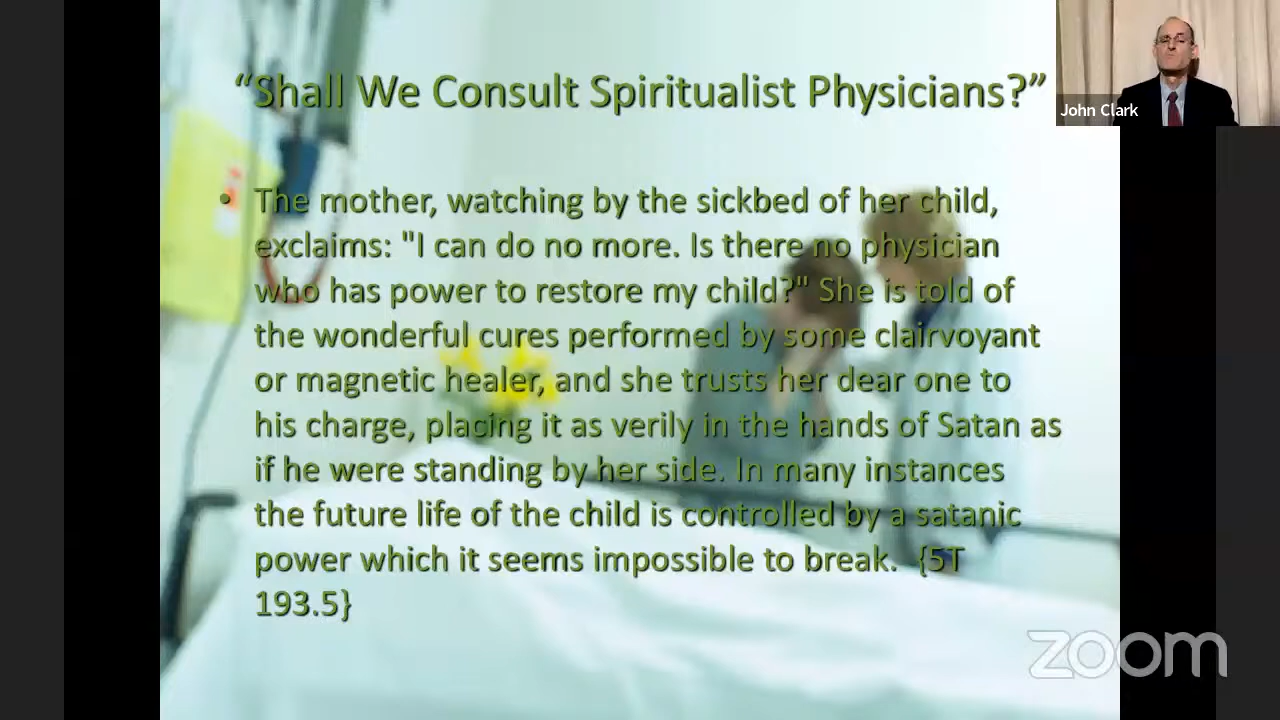 “Shall We Consult Spiritualist Physicians?”
John Clark
• The mother, watching by the sickbed of her child,
exclaims: "I can do no more. Is there no physician
who has power to restore my child?" She is told of
the wonderful cures performed by some clairvoyant
or magnetic healer, and she trusts her dear one to
his charge, placing it as verily in the hands of Satan as
if he were standing by her side. In many instances
the future life of the child is controlled by a satanic
power which it seems impossible to break. {5T
193.5}
zoom